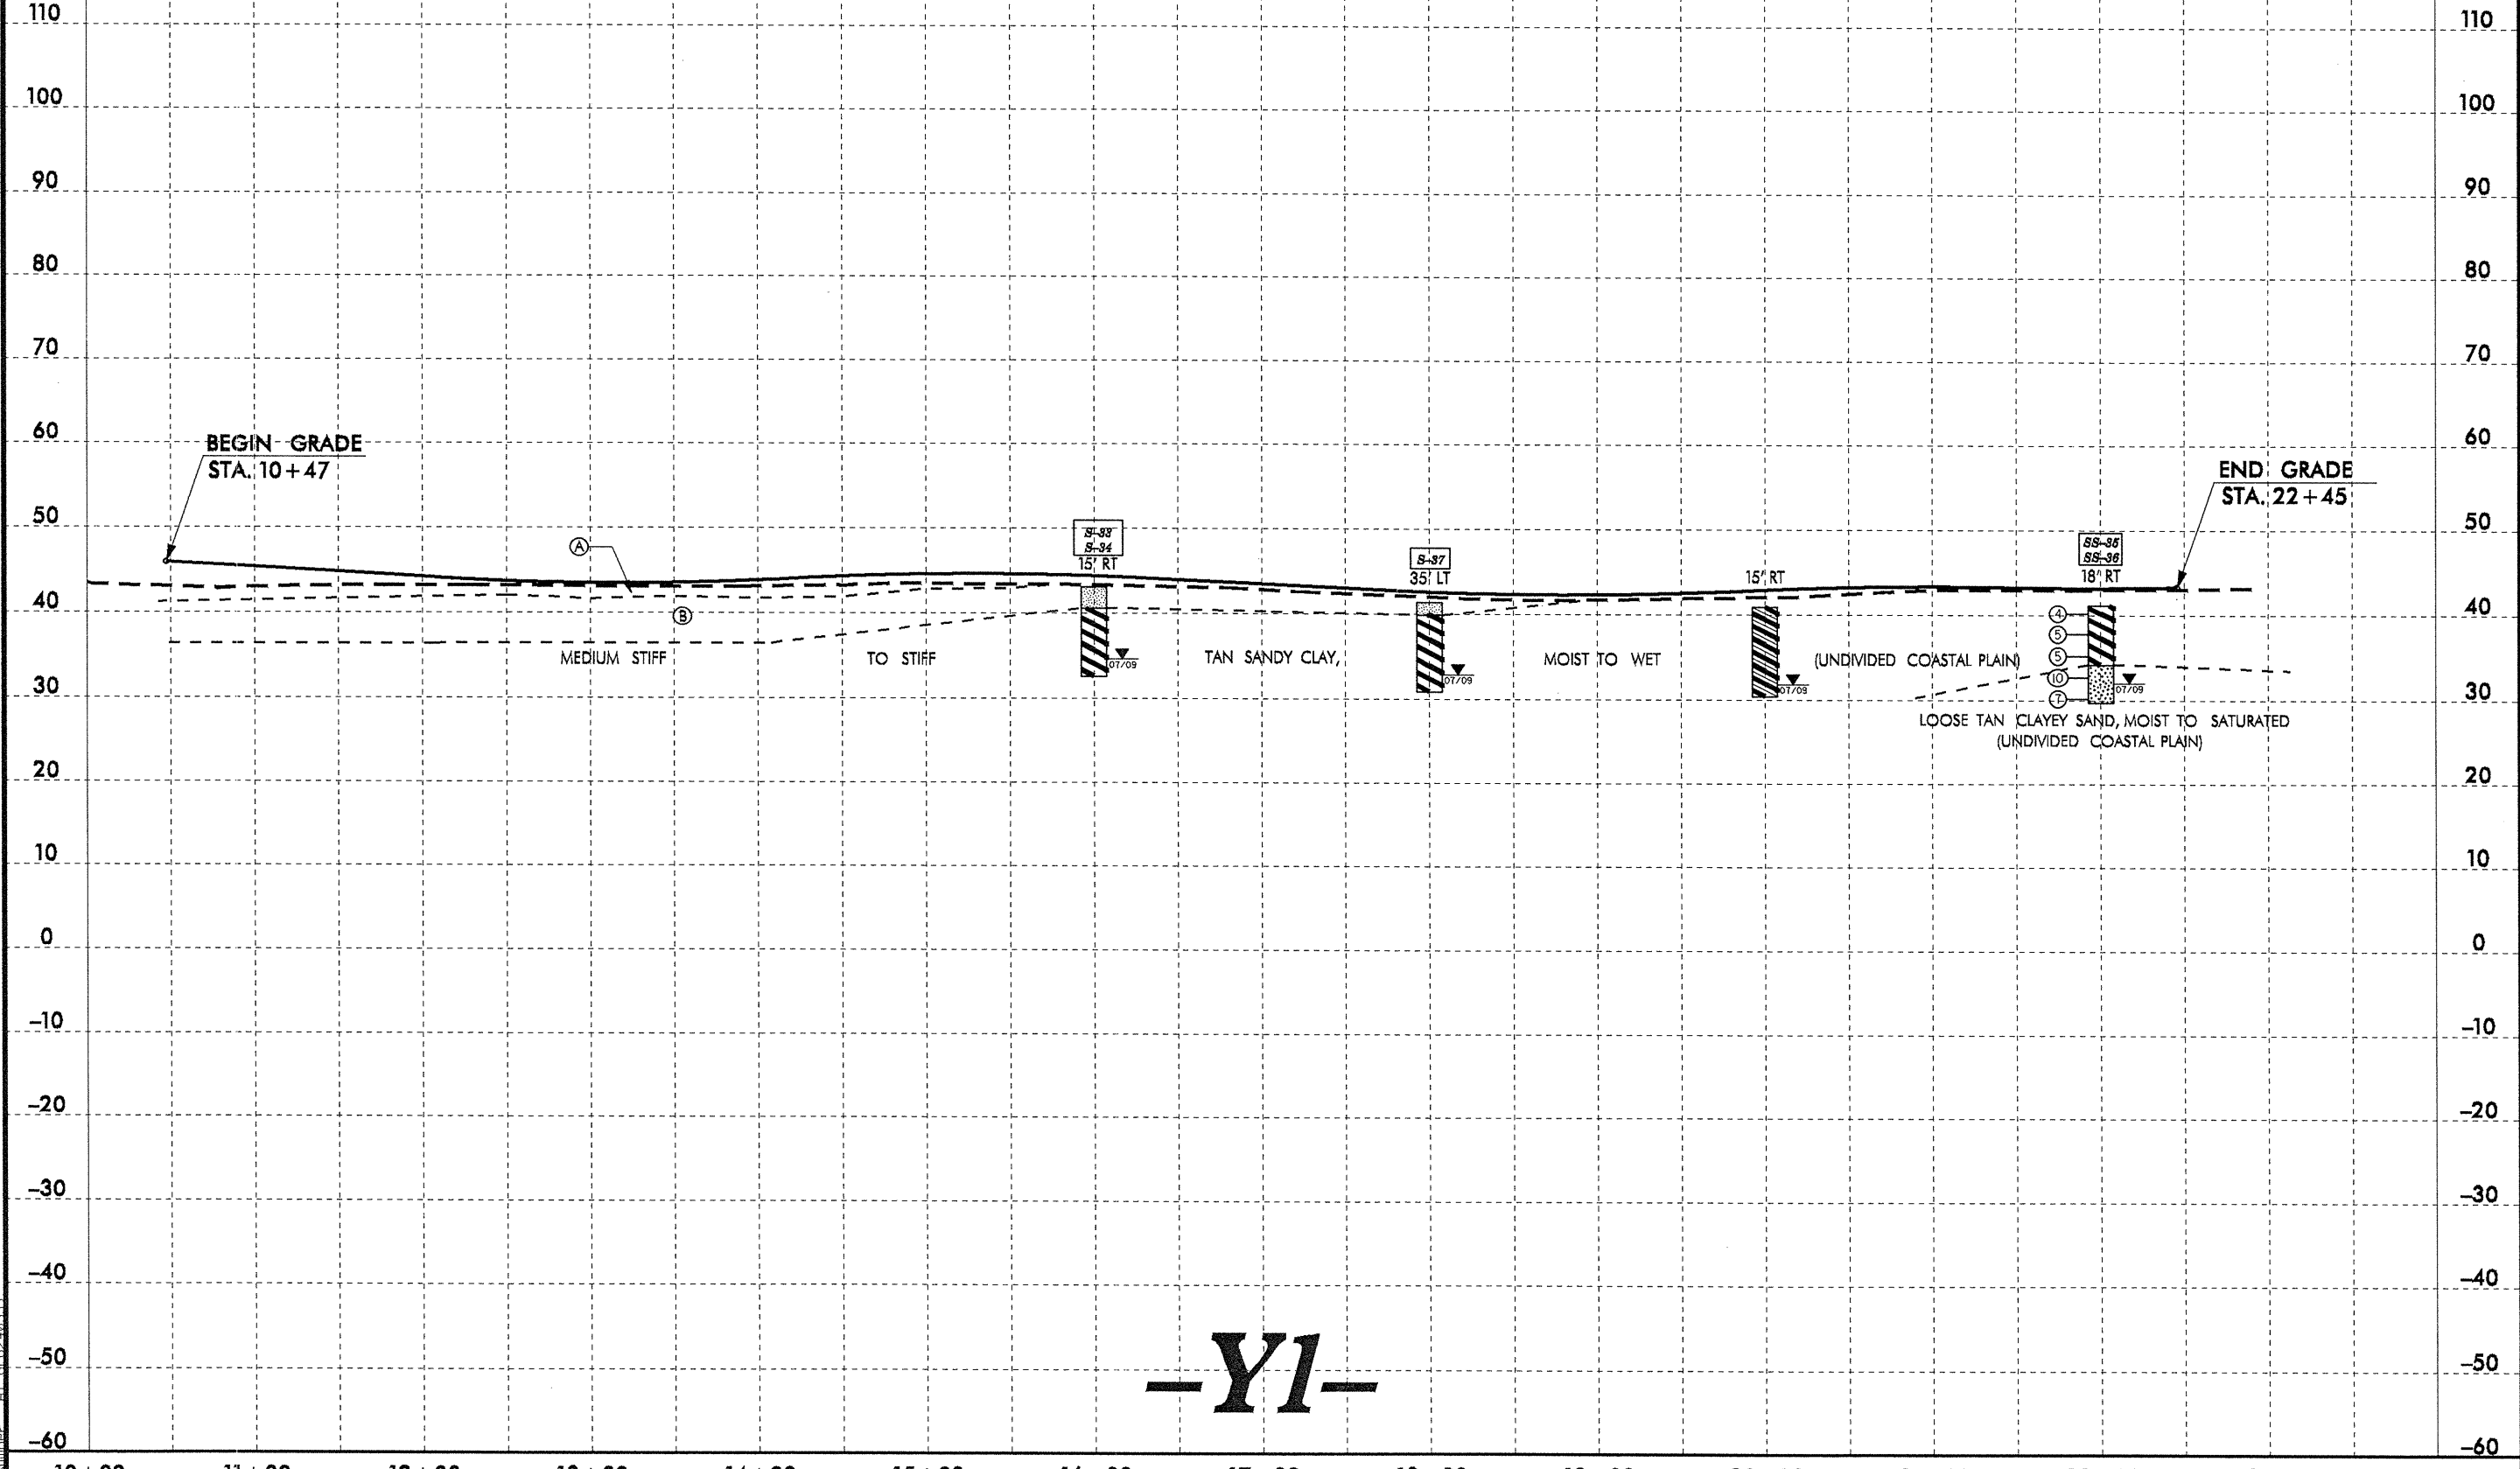 110
110
100
100
90
90
80
80
70
70
60
60
BEGIN GRADE
STA. 10+47
END GRADE
STA. 22+45
50
50
A
S-33
S-34
15' RT
S-37
35' LT
15' RT
SS-35
SS-36
18' RT
40
40
B
4
5
5
10
7
MEDIUM STIFF TO STIFF TAN SANDY CLAY, MOIST TO WET (UNDIVIDED COASTAL PLAIN)
07/09
07/09
07/09
07/09
30
30
LOOSE TAN CLAYEY SAND, MOIST TO SATURATED
(UNDIVIDED COASTAL PLAIN)
20
20
10
10
0
0
-10
-10
-20
-20
-30
-30
-40
-40
-50
-50
-Y1-
-60
-60